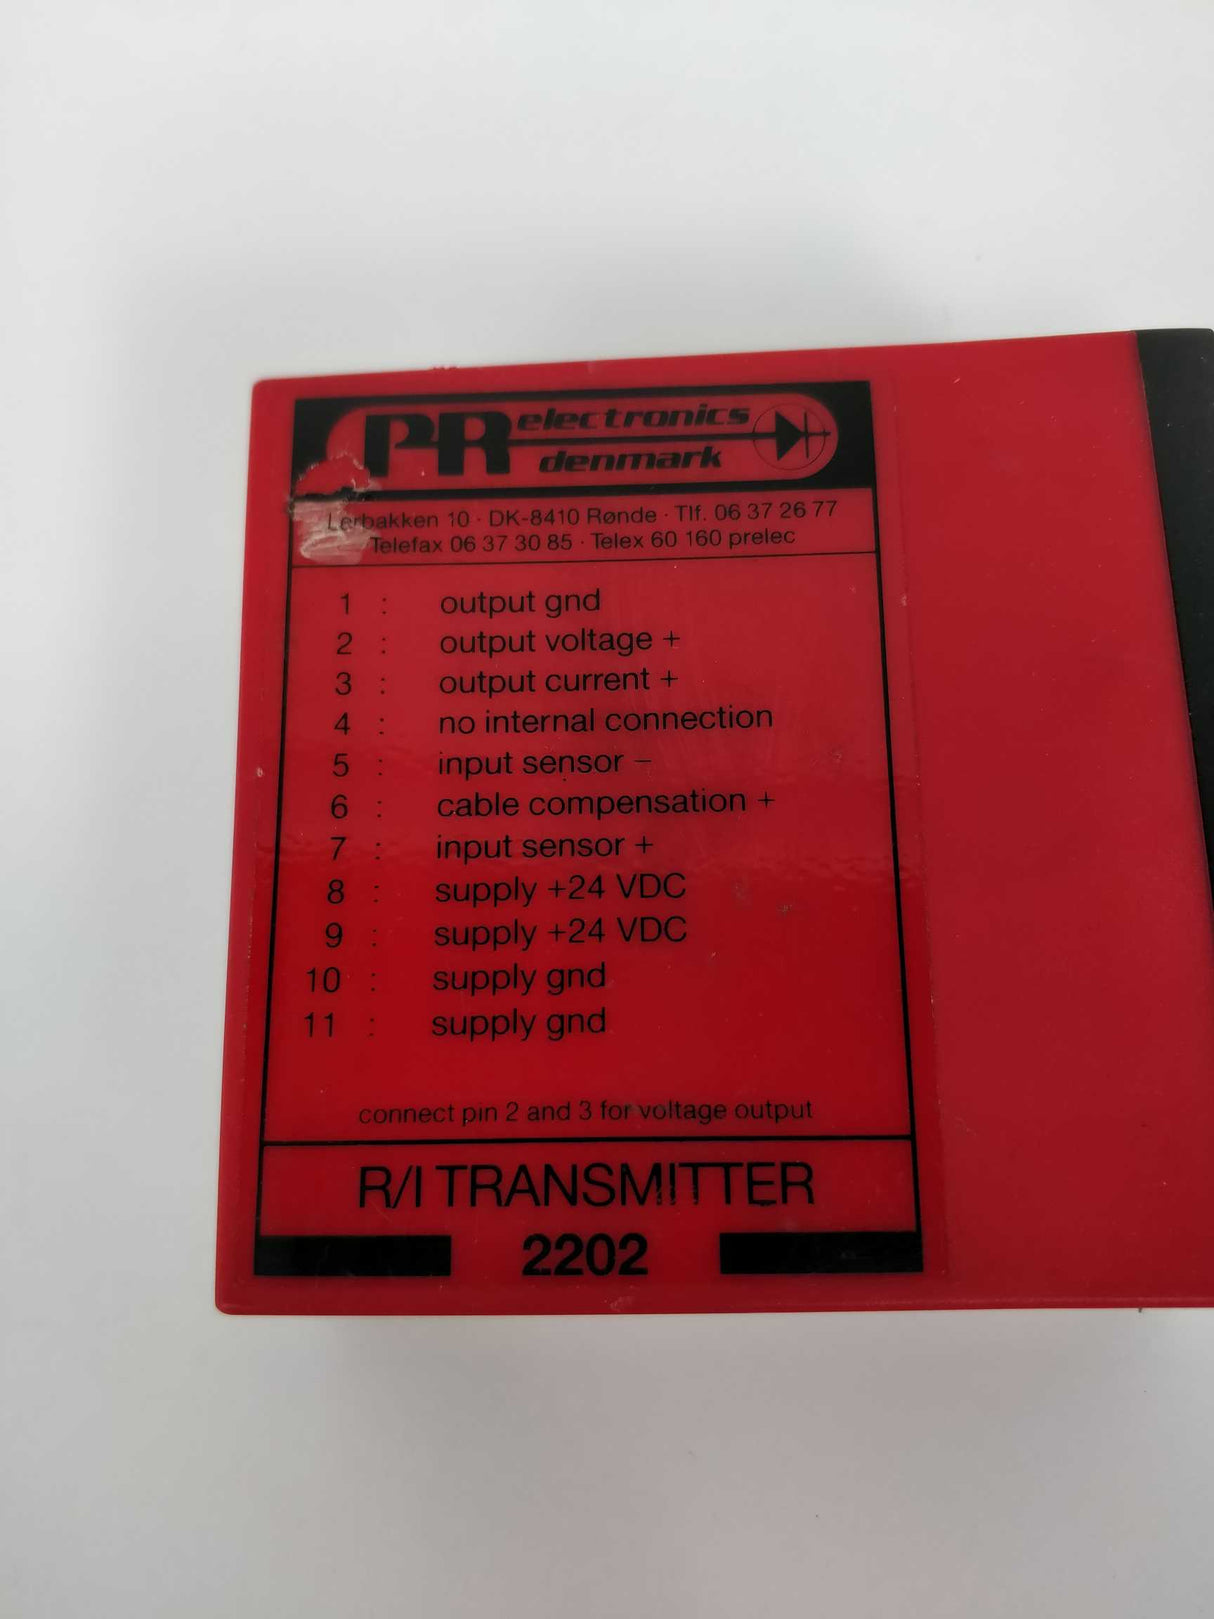 PR electronics
denmark
Lerbakken 10 · DK-8410 Rønde · Tlf. 06 37 26 77
Telefax 06 37 30 85 · Telex 60 160 prelec
1 : output gnd
2 : output voltage +
3 : output current +
4 : no internal connection
5 : input sensor –
6 : cable compensation +
7 : input sensor +
8 : supply +24 VDC
9 : supply +24 VDC
10 : supply gnd
11 : supply gnd
connect pin 2 and 3 for voltage output
R/I TRANSMITTER
2202